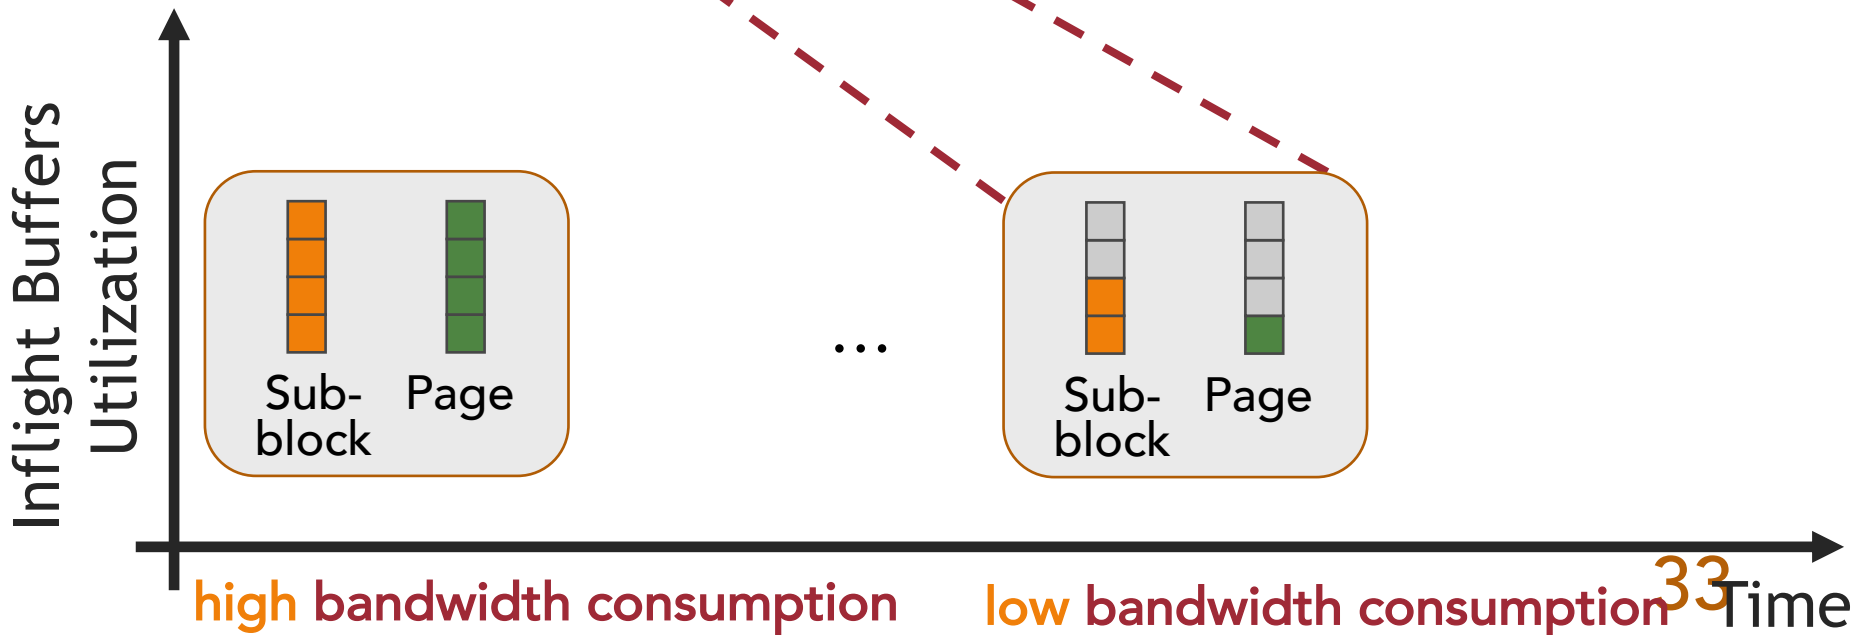 Inflight Buffers
Utilization
Sub-
block
Page
...
Sub-
block
Page
high bandwidth consumption
low bandwidth consumption
33
Time